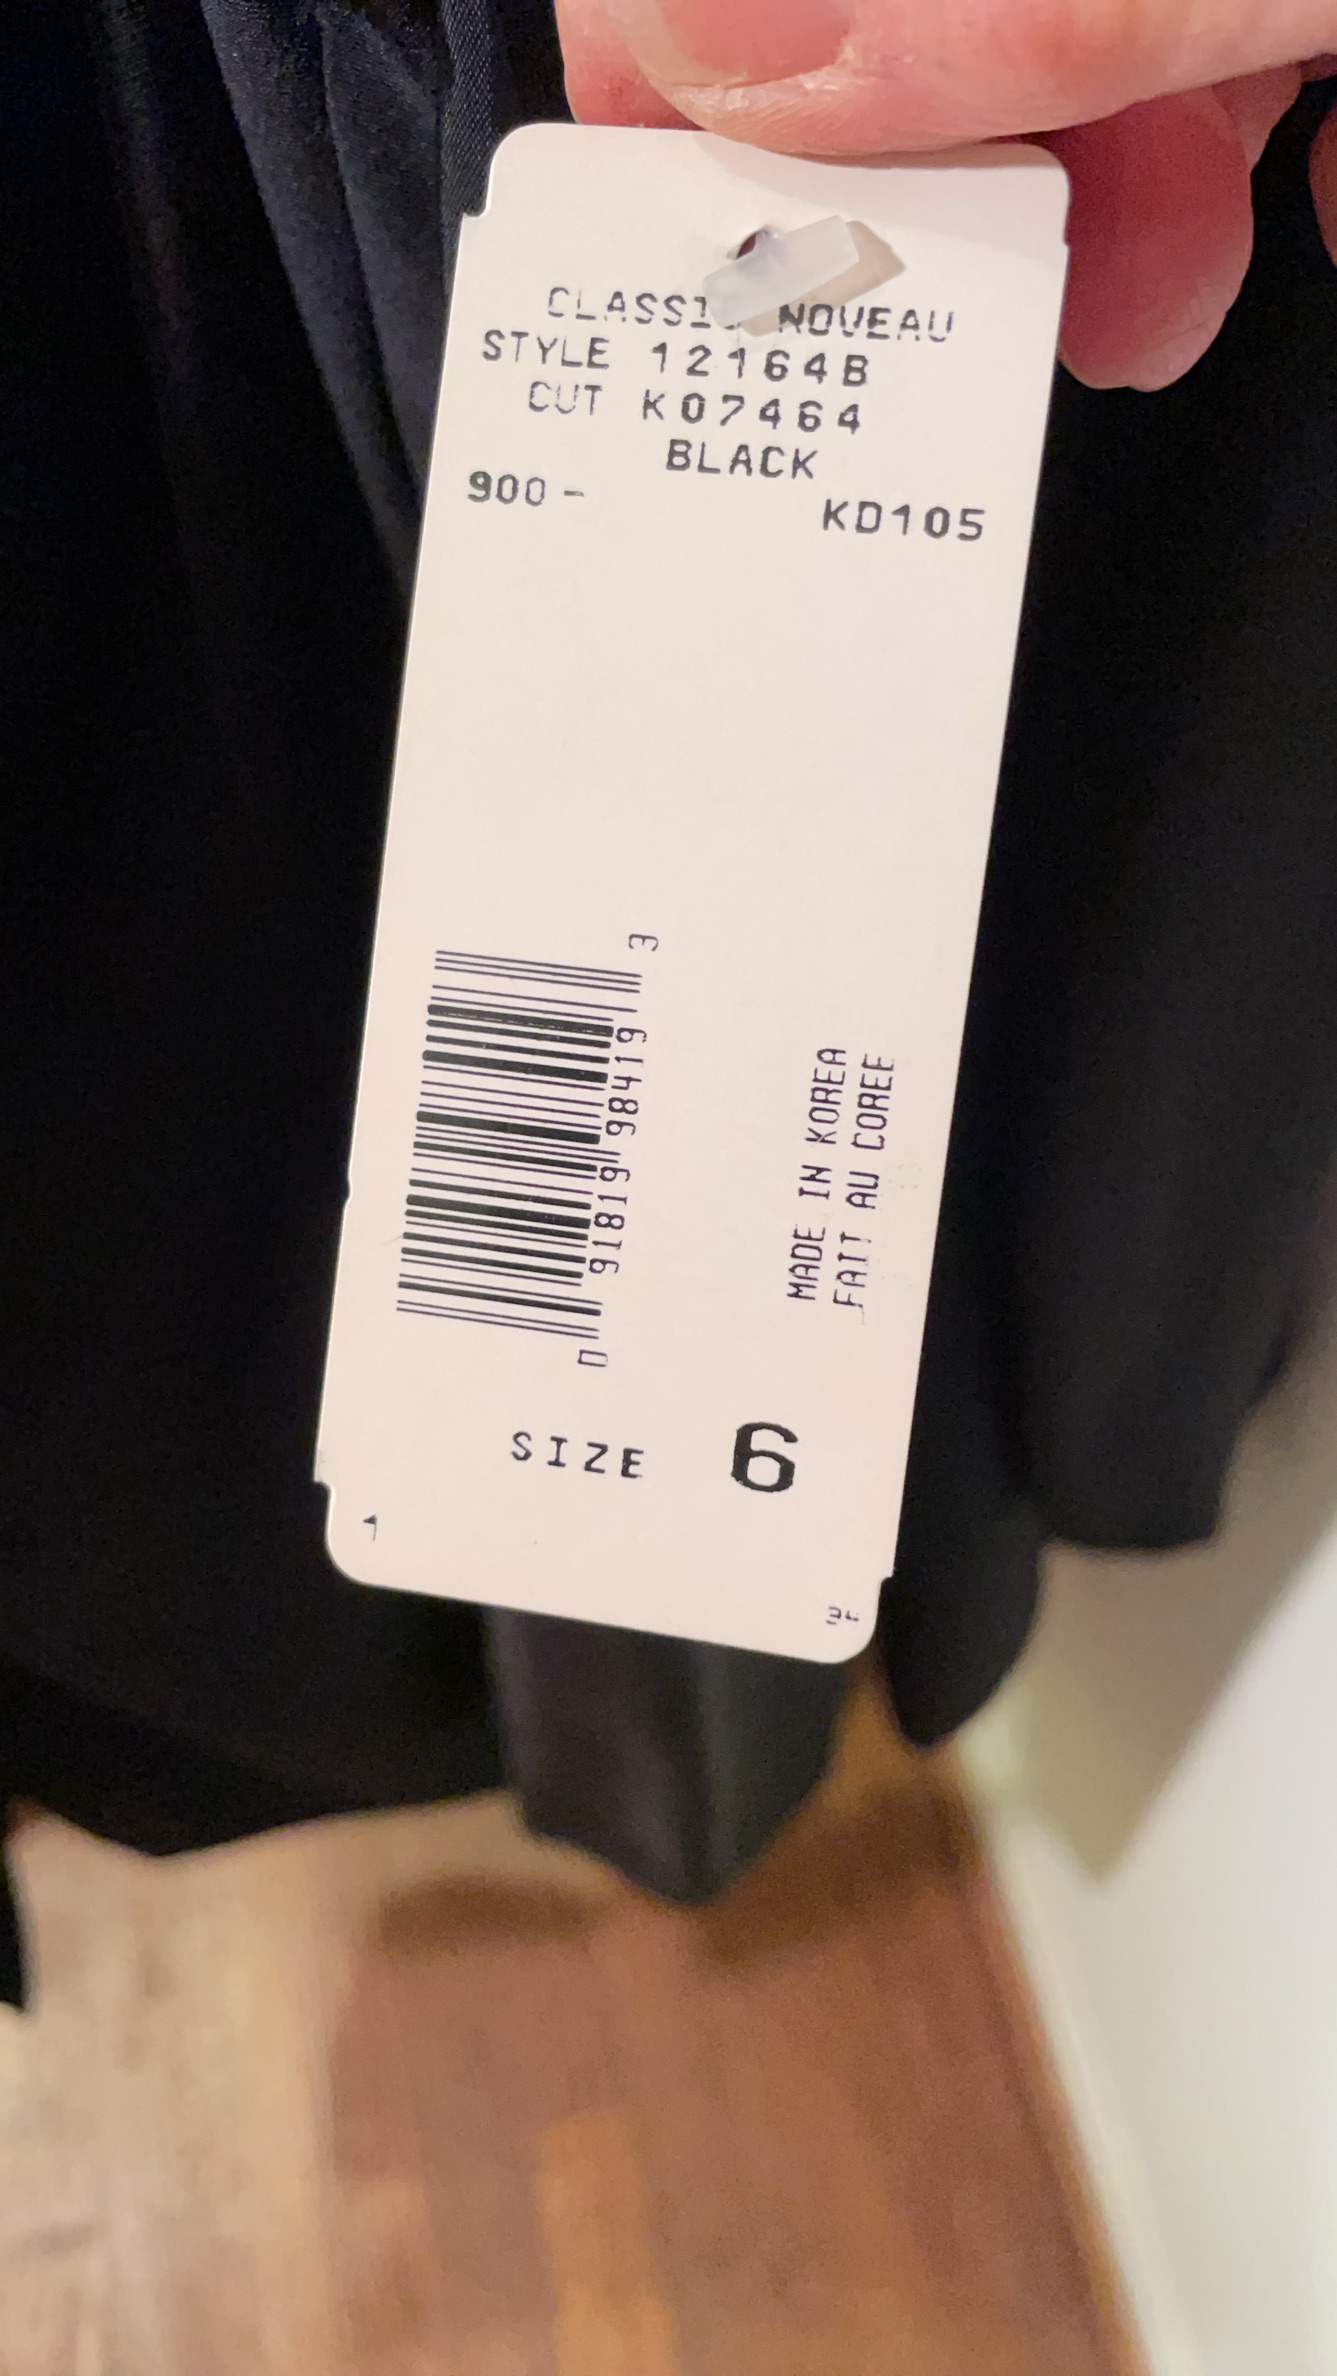 NOVEAU
STYLE 12164B
CUT K07464
BLACK
900- KD105
0 91819 98419 3
MADE IN KOREA
FAIT AU COREE
SIZE 6